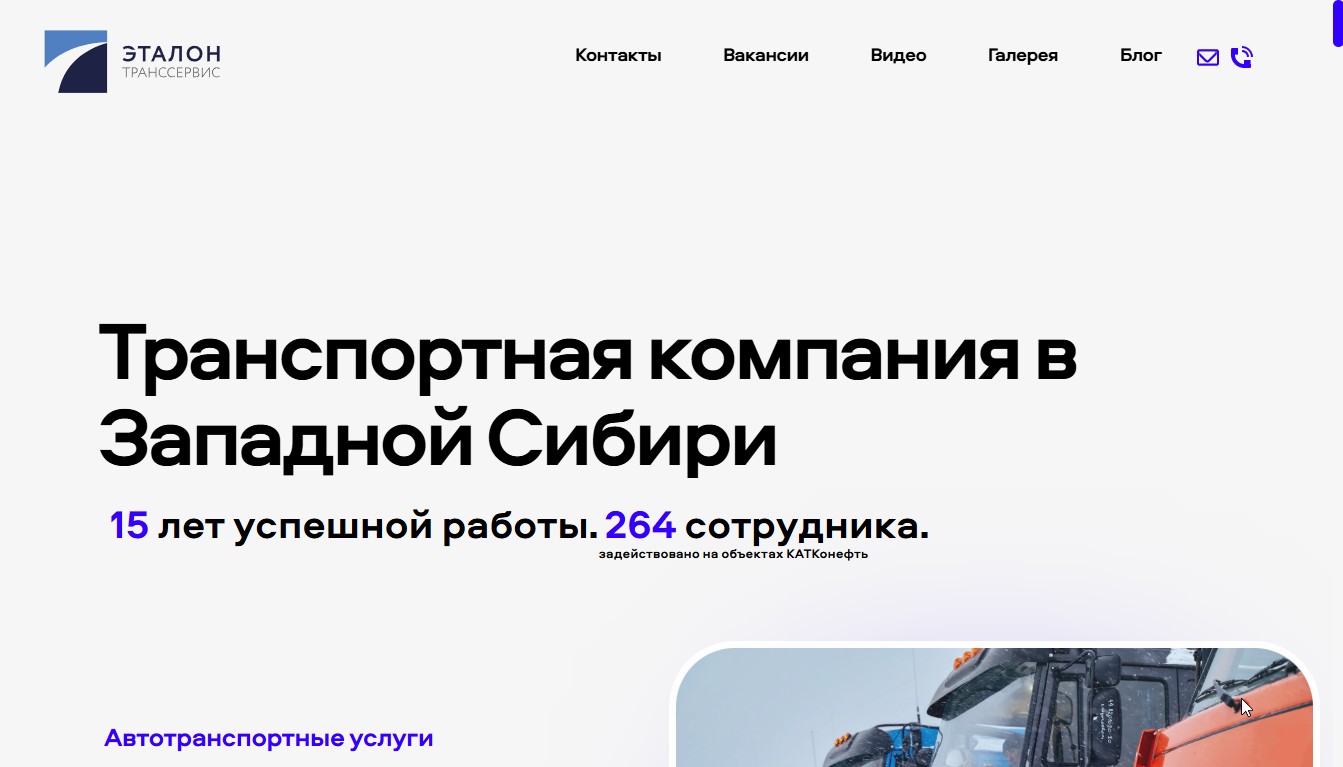 ЭТАЛОН
ТРАНССЕРВИС
Контакты Вакансии Видео Галерея Блог
Транспортная компания в
Западной Сибири
15 лет успешной работы. 264 сотрудника.
задействовано на объектах КАТКонефть
Автотранспортные услуги